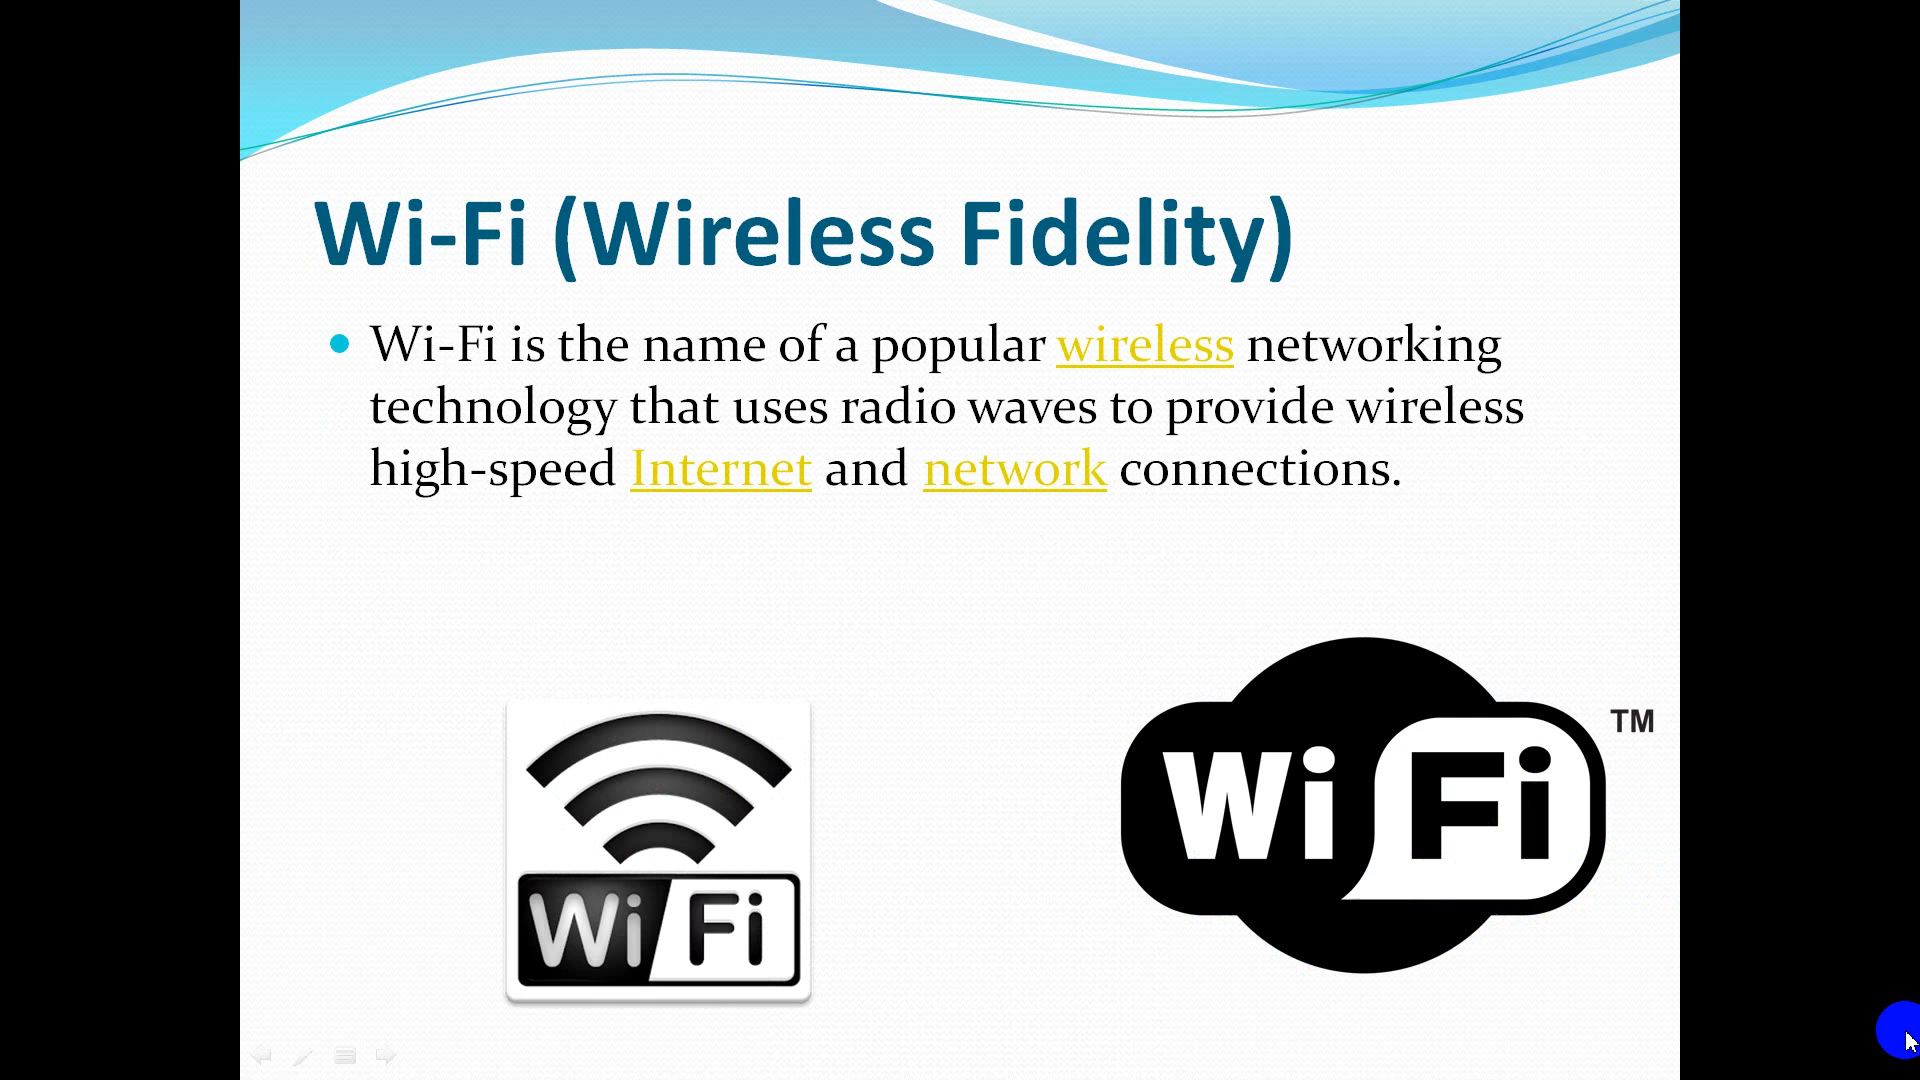 Wi-Fi (Wireless Fidelity)
Wi-Fi is the name of a popular wireless networking
technology that uses radio waves to provide wireless
high-speed Internet and network connections.
Wi Fi
Wi Fi TM